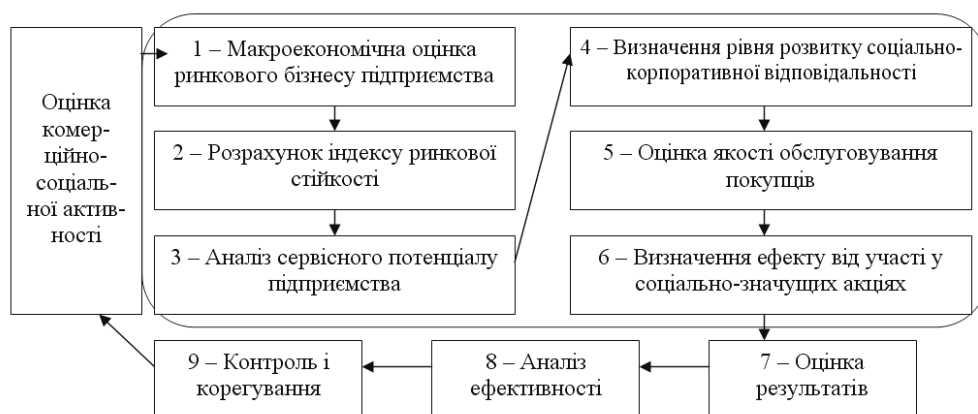 Оцінка
комер-
ційно-
соціаль-
ної актив-
ності
1 – Макроекономічна оцінка
ринкового бізнесу підприємства
2 – Розрахунок індексу ринкової
стійкості
3 – Аналіз сервісного потенціалу
підприємства
4 – Визначення рівня розвитку соціально-
корпоративної відповідальності
5 – Оцінка якості обслуговування
покупців
6 – Визначення ефекту від участі у
соціально-значущих акціях
7 – Оцінка
результатів
8 – Аналіз
ефективності
9 – Контроль і
корегування